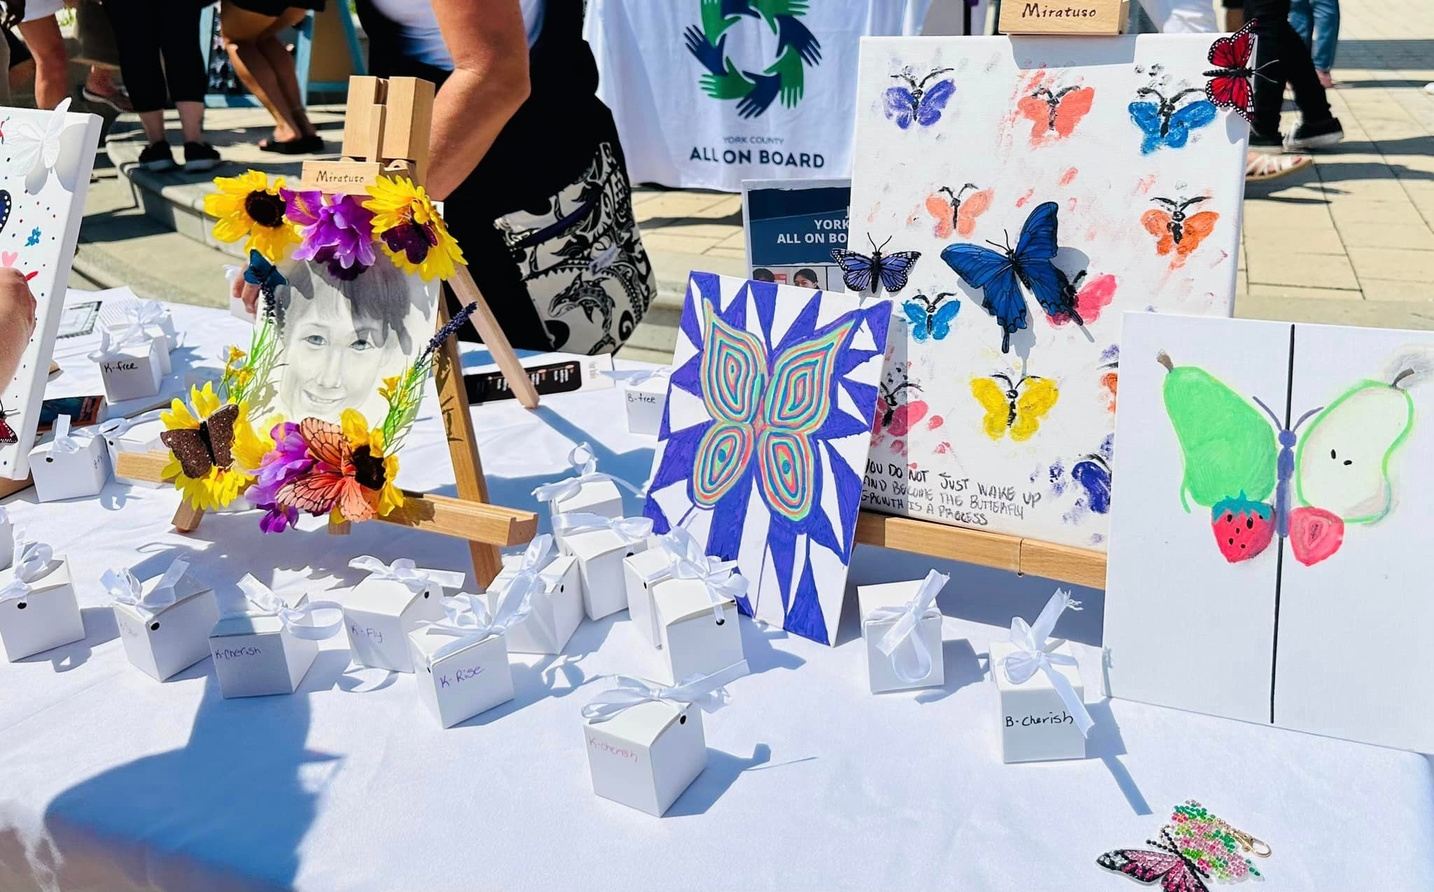 Miratuso
YORK COUNTY
ALL ON BOARD
Miratuso
YORK
ALL ON BO
YOU DO NOT JUST WAKE UP
AND BECOME THE BUTTERFLY
GROWTH IS A PROCESS
K-free
B-free
K-cherish
K-Fly
K-Rise
K-cherish
B-cherish